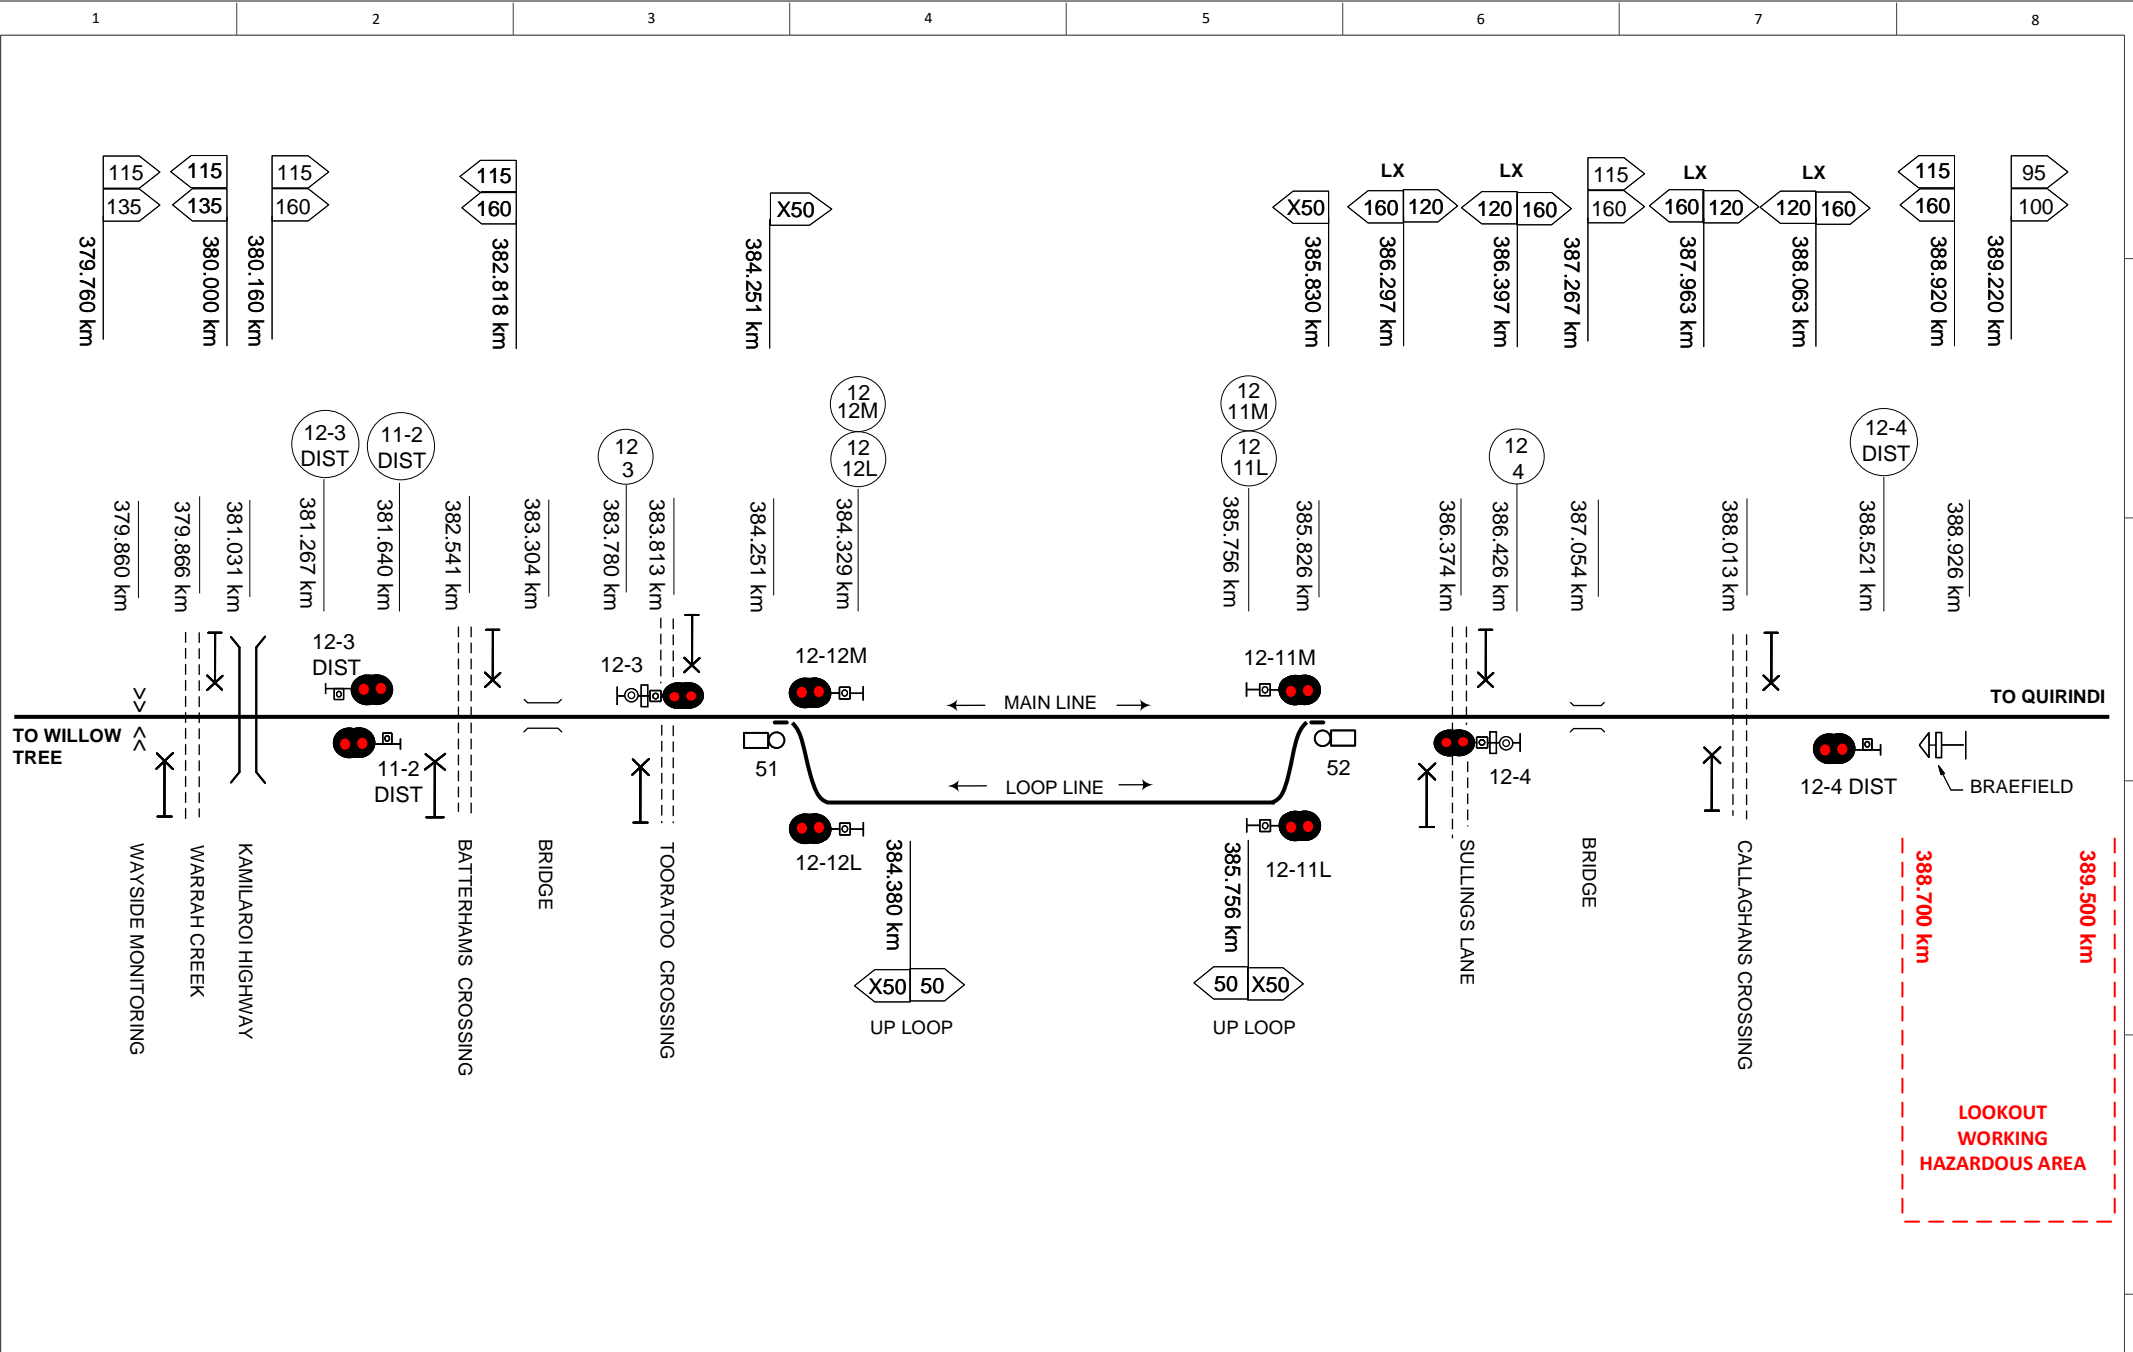 1 2 3 4 5 6 7 8
115 115 115 115 115 LX LX 115 LX LX 115 95
135 135 160 160 X50 X50 160 120 120 160 160 160 120 120 160 160 100
379.760 km 380.000 km 380.160 km 382.818 km 384.251 km 385.830 km 386.297 km 386.397 km 387.267 km 387.963 km 388.063 km 388.920 km 389.220 km
12-3 DIST
11-2 DIST
12 3
12 12M
12 12L
12 11M
12 11L
12 4
12-4 DIST
379.860 km 379.866 km 381.031 km 381.267 km 381.640 km 382.541 km 383.304 km 383.780 km 383.813 km 384.251 km 384.329 km 385.756 km 385.826 km 386.374 km 386.426 km 387.054 km 388.013 km 388.521 km 388.926 km
12-3
DIST
12-3
12-12M
12-11M
MAIN LINE
TO QUIRINDI
TO WILLOW
TREE
11-2
DIST
51
52
12-4
12-4 DIST
BRAEFIELD
LOOP LINE
12-12L
12-11L
WAYSIDE MONITORING
WARRAH CREEK
KAMILAROI HIGHWAY
BATTERHAMS CROSSING
BRIDGE
TOORATOO CROSSING
384.380 km
X50 50
UP LOOP
385.756 km
50 X50
UP LOOP
SULLINGS LANE
BRIDGE
CALLAGHANS CROSSING
388.700 km
389.500 km
LOOKOUT
WORKING
HAZARDOUS AREA